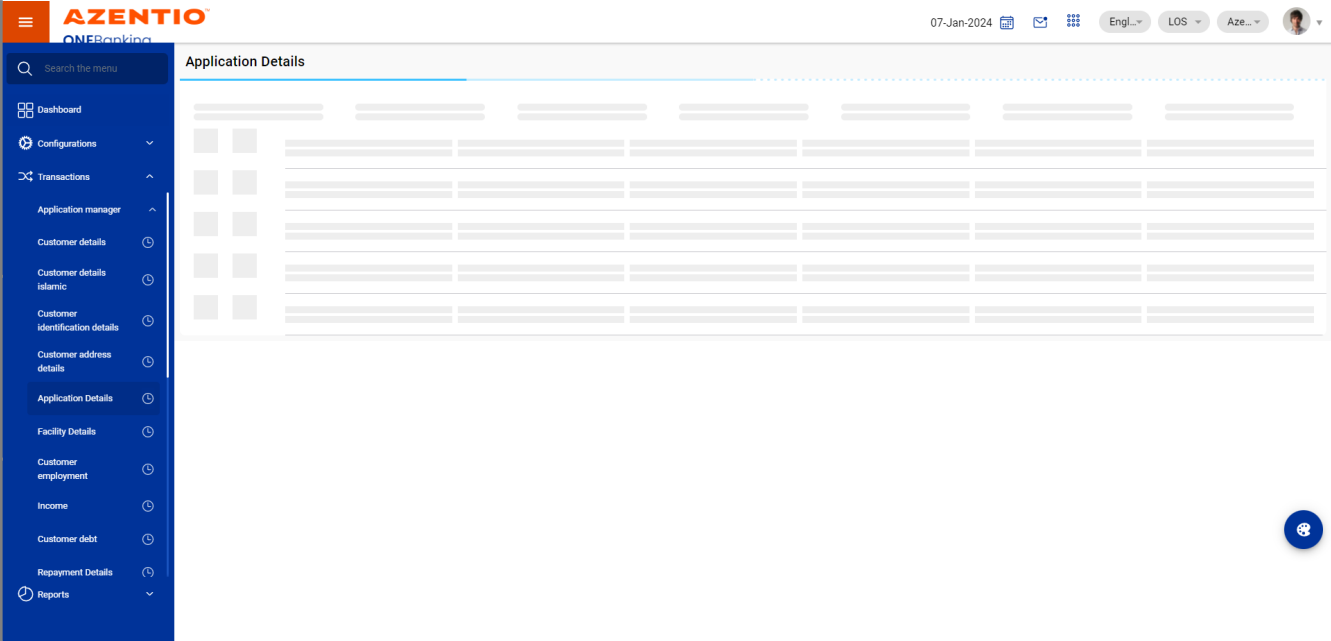 AZENTIO™
ONEBanking
07-Jan-2024
Engl...
LOS
Aze...
Search the menu
Application Details
Dashboard
Configurations
Transactions
Application manager
Customer details
Customer details
islamic
Customer
identification details
Customer address
details
Application Details
Facility Details
Customer
employment
Income
Customer debt
Repayment Details
Reports